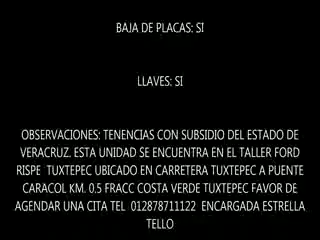 BAJA DE PLACAS: SI
LLAVES: SI
OBSERVACIONES: TENENCIAS CON SUBSIDIO DEL ESTADO DE
VERACRUZ. ESTA UNIDAD SE ENCUENTRA EN EL TALLER FORD
RISPE  TUXTEPEC UBICADO EN CARRETERA TUXTEPEC A PUENTE
CARACOL KM. 0.5 FRACC COSTA VERDE TUXTEPEC FAVOR DE
AGENDAR UNA CITA TEL  012878711122  ENCARGADA ESTRELLA
TELLO